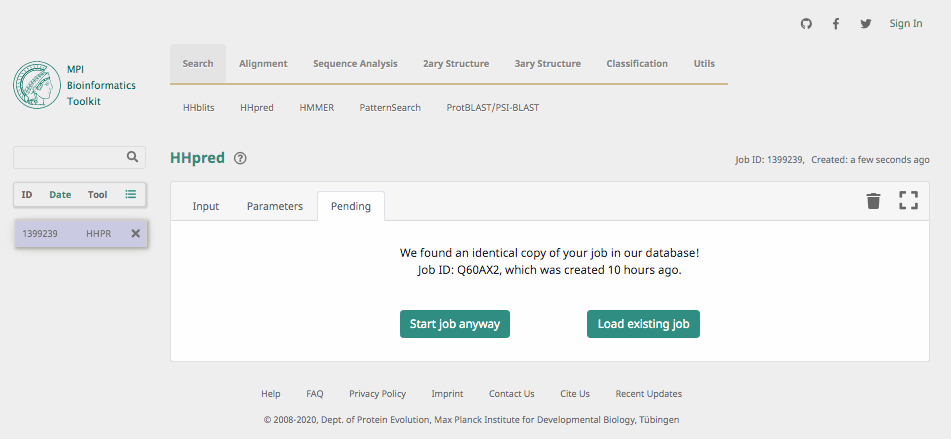 Sign In
MPI
Bioinformatics
Toolkit
Search Alignment Sequence Analysis 2ary Structure 3ary Structure Classification Utils
HHblits HHpred HMMER PatternSearch ProtBLAST/PSI-BLAST
HHpred
Job ID: 1399239, Created: a few seconds ago
ID Date Tool
1399239 HHPR
Input Parameters Pending
We found an identical copy of your job in our database!
Job ID: Q60AX2, which was created 10 hours ago.
Start job anyway Load existing job
Help FAQ Privacy Policy Imprint Contact Us Cite Us Recent Updates
© 2008-2020, Dept. of Protein Evolution, Max Planck Institute for Developmental Biology, Tübingen